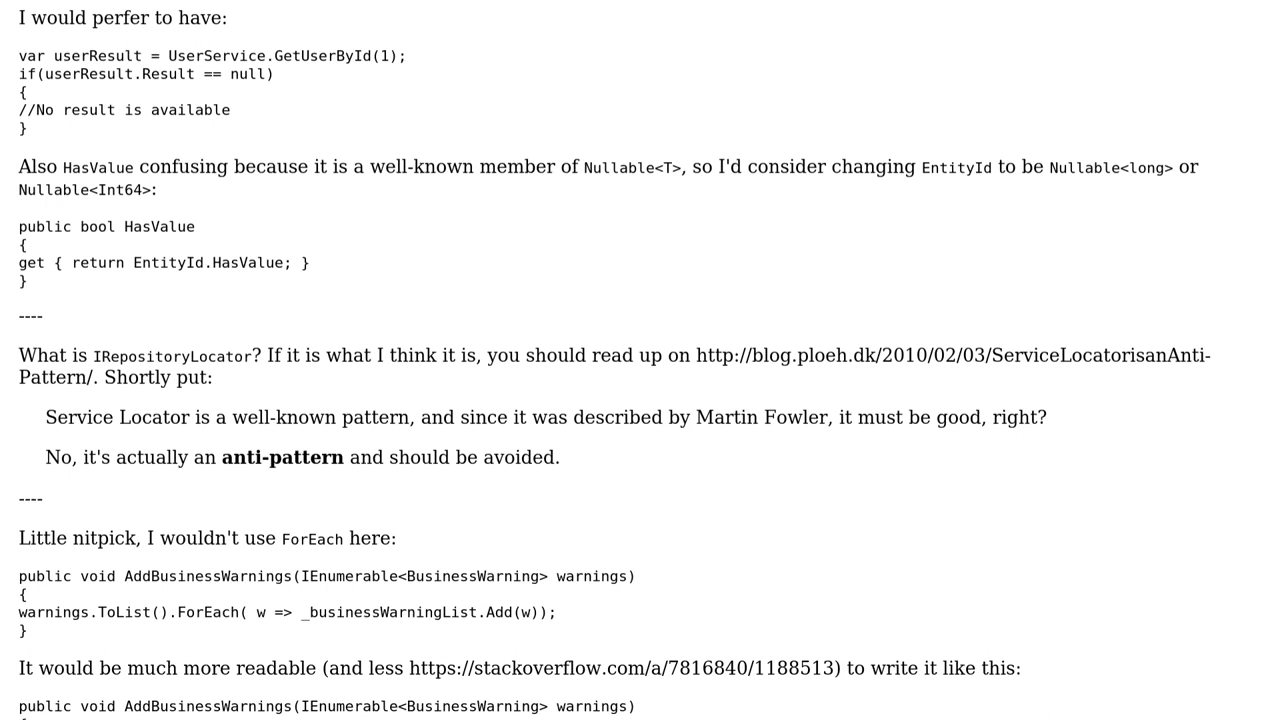 I would perfer to have:
var userResult = UserService.GetUserById(1);
if(userResult.Result == null)
{
//No result is available
}
Also HasValue confusing because it is a well-known member of Nullable<T>, so I'd consider changing EntityId to be Nullable<long> or
Nullable<Int64>:
public bool HasValue
{
get { return EntityId.HasValue; }
}
----
What is IRepositoryLocator? If it is what I think it is, you should read up on http://blog.ploeh.dk/2010/02/03/ServiceLocatorisanAnti-
Pattern/. Shortly put:
Service Locator is a well-known pattern, and since it was described by Martin Fowler, it must be good, right?
No, it's actually an anti-pattern and should be avoided.
----
Little nitpick, I wouldn't use ForEach here:
public void AddBusinessWarnings(IEnumerable<BusinessWarning> warnings)
{
warnings.ToList().ForEach( w => _businessWarningList.Add(w));
}
It would be much more readable (and less https://stackoverflow.com/a/7816840/1188513) to write it like this:
public void AddBusinessWarnings(IEnumerable<BusinessWarning> warnings)